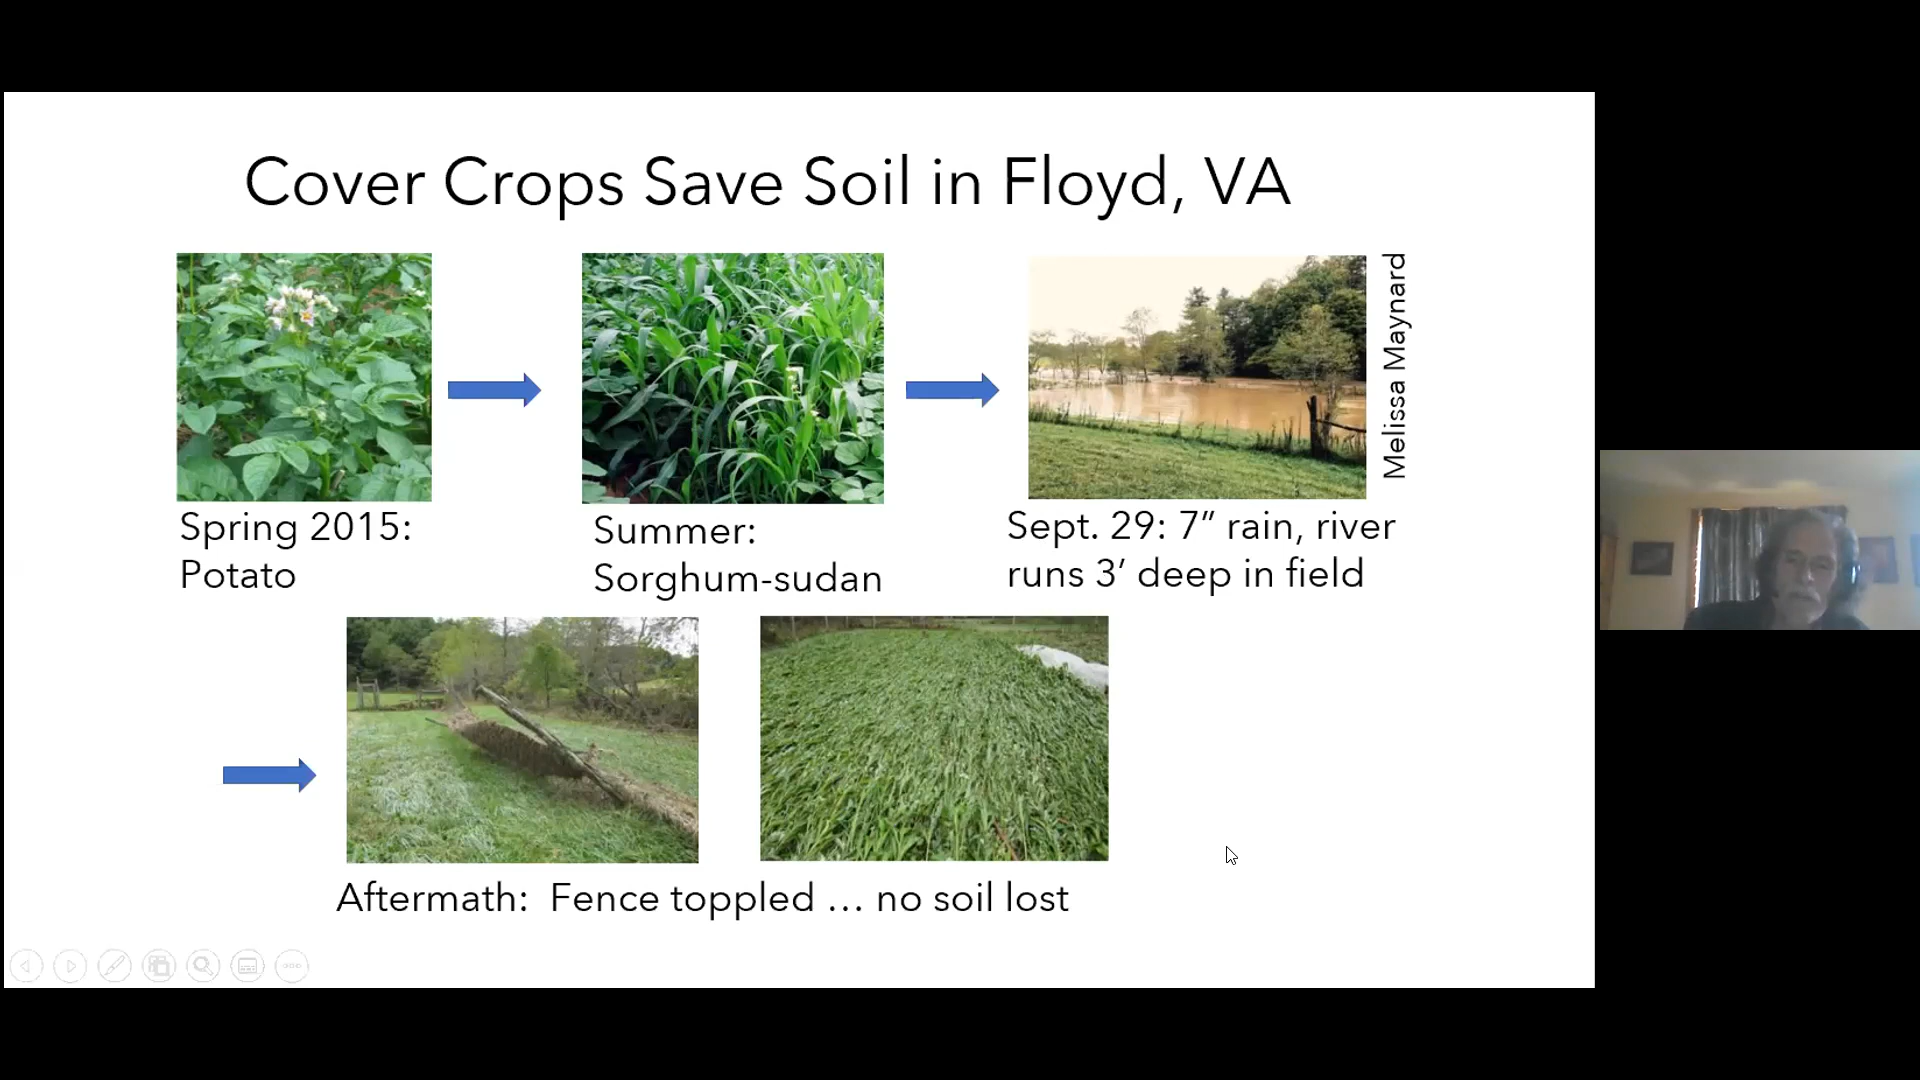 Cover Crops Save Soil in Floyd, VA
Melissa Maynard
Spring 2015:
Potato
Summer:
Sorghum-sudan
Sept. 29: 7” rain, river
runs 3’ deep in field
Aftermath:  Fence toppled … no soil lost